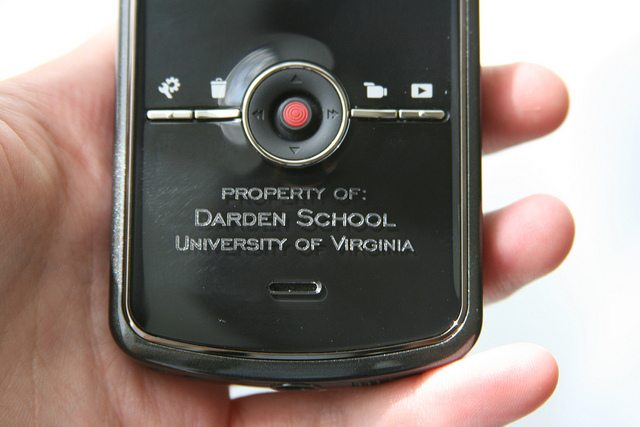 PROPERTY OF:
DARDEN SCHOOL
UNIVERSITY OF VIRGINIA